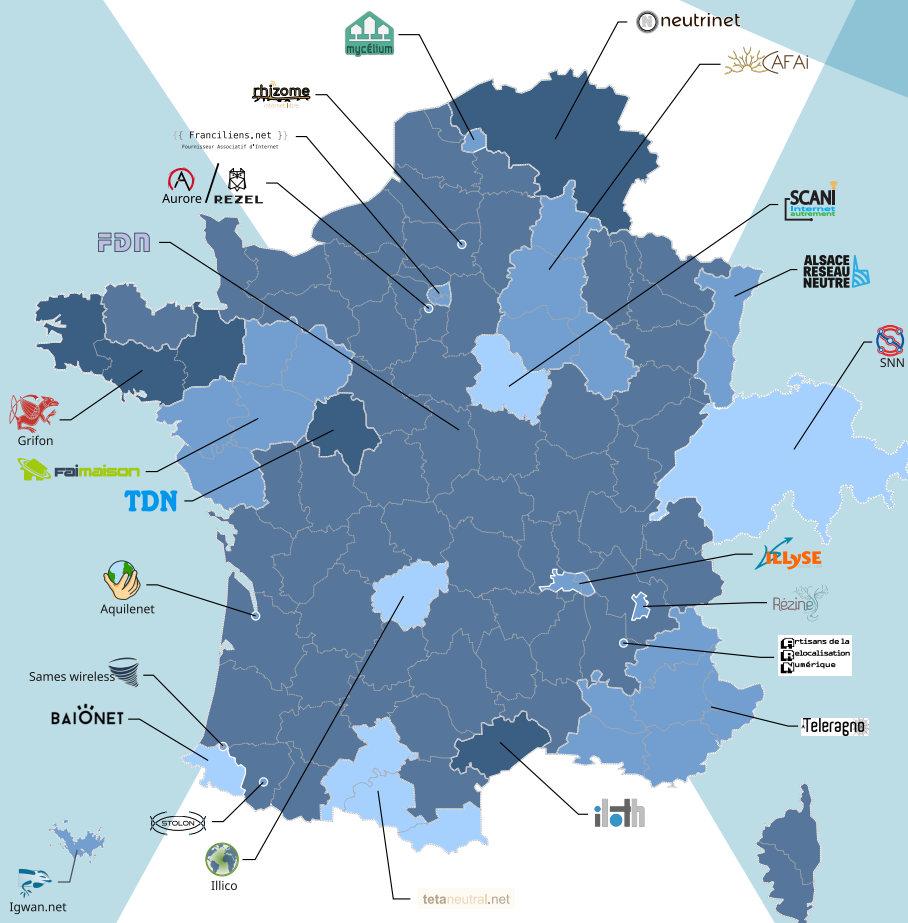 neutrinet
mycélium
CAFAi
rhizome
Franciliens.net
Fournisseur Associatif d'Internet
SCANi
Internet
autrement
Aurore / REZEL
FDN
ALSACE
RESEAU
NEUTRE
SNN
Grifon
FAIMAISON
TDN
ILLYSE
Aquilenet
Rézine
Artisans de la
Relocalisation
Numérique
Sames wireless
BAIONET
Teleragno
iloth
STOLON
Illico
Igwan.net
tetaneutral.net